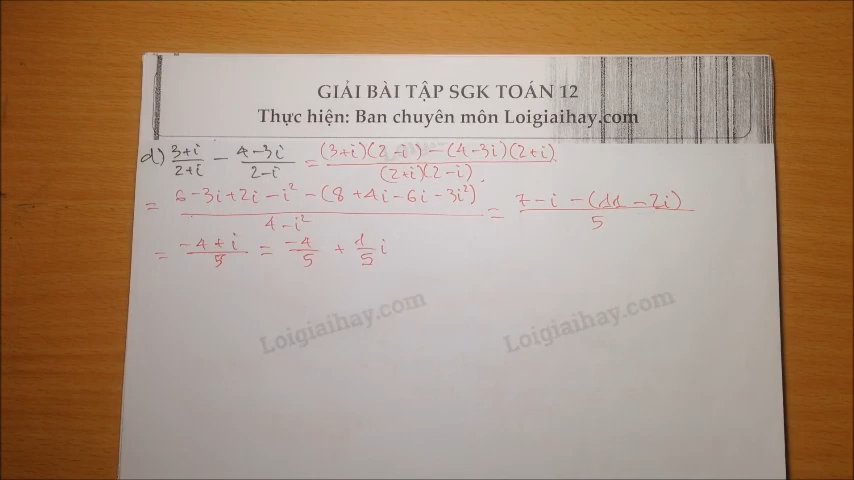 GIẢI BÀI TẬP SGK TOÁN 12
Thực hiện: Ban chuyên môn Loigiaihay.com
d) (3+i)/(2+i) - (4-3i)/(2-i) = ((3+i)(2-i) - (4-3i)(2+i))/((2+i)(2-i))
= (6-3i+2i-i² - (8+4i-6i-3i²))/(4-i²) = (7-i-(11-2i))/5
= (-4+i)/5 = -4/5 + 1/5 i
Loigiaihay.com
Loigiaihay.com